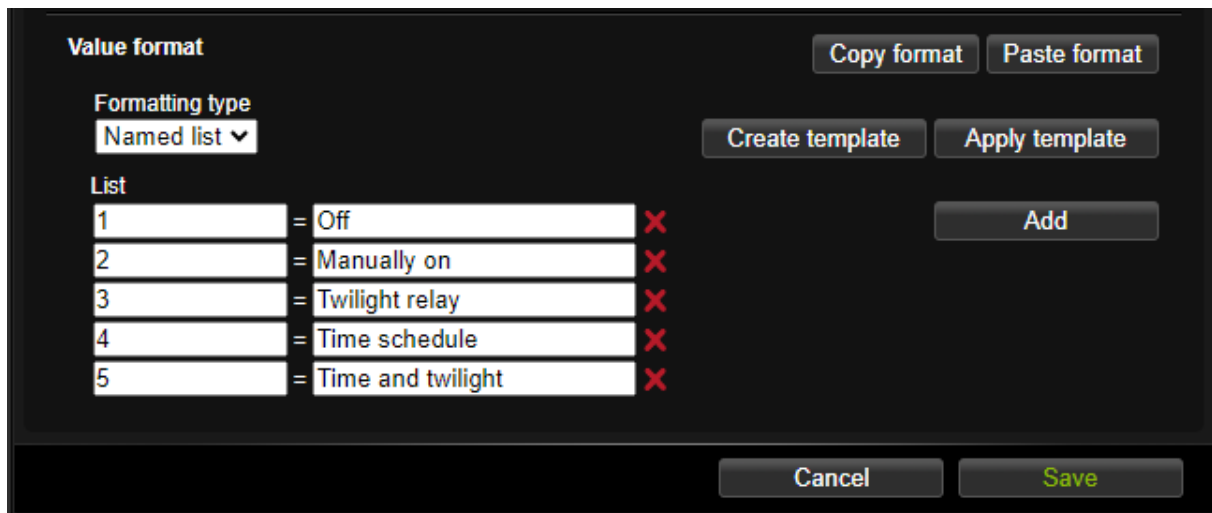 Value format
Copy format Paste format
Formatting type
Named list
Create template Apply template
List
1 = Off
Add
2 = Manually on
3 = Twilight relay
4 = Time schedule
5 = Time and twilight
Cancel Save